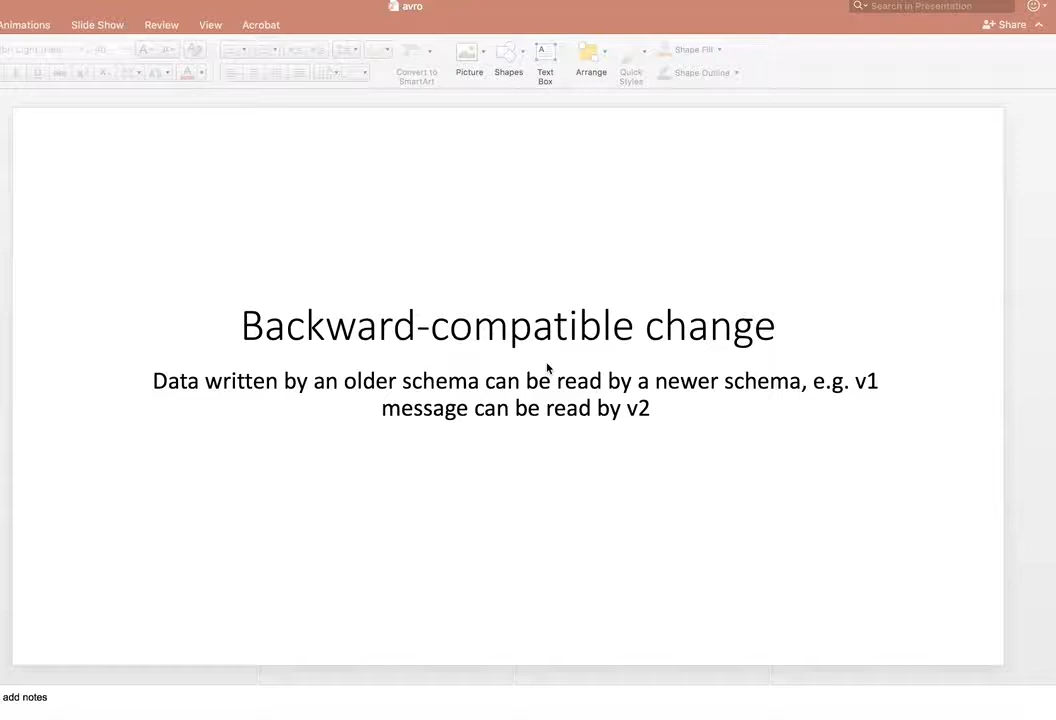 avro
Search in Presentation
Animations Slide Show Review View Acrobat
Share
Convert to
SmartArt
Picture
Shapes
Text
Box
Arrange
Quick
Styles
Shape Fill
Shape Outline
Backward-compatible change
Data written by an older schema can be read by a newer schema, e.g. v1
message can be read by v2
add notes